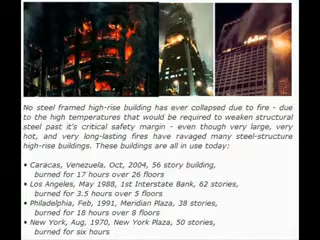 No steel framed high-rise building has ever collapsed due to fire - due
to the high temperatures that would be required to weaken structural
steel past it's critical safety margin - even though very large, very
hot, and very long-lasting fires have ravaged many steel-structure
high-rise buildings. These buildings are all in use today:
• Caracas, Venezuela, Oct, 2004, 56 story building,
burned for 17 hours over 26 floors
• Los Angeles, May 1988, 1st Interstate Bank, 62 stories,
burned for 3.5 hours over 5 floors
• Philadelphia, Feb, 1991, Meridian Plaza, 38 stories,
burned for 18 hours over 8 floors
• New York, Aug, 1970, New York Plaza, 50 stories,
burned for six hours